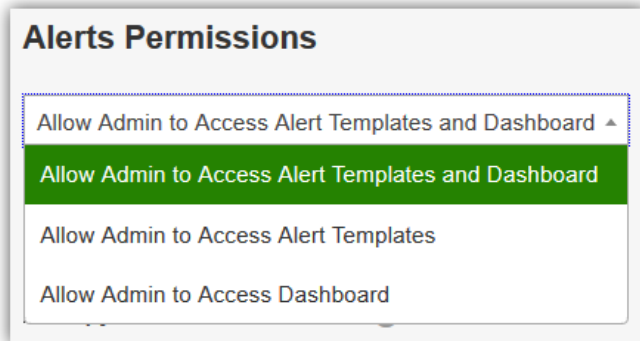 Alerts Permissions
Allow Admin to Access Alert Templates and Dashboard
Allow Admin to Access Alert Templates and Dashboard
Allow Admin to Access Alert Templates
Allow Admin to Access Dashboard